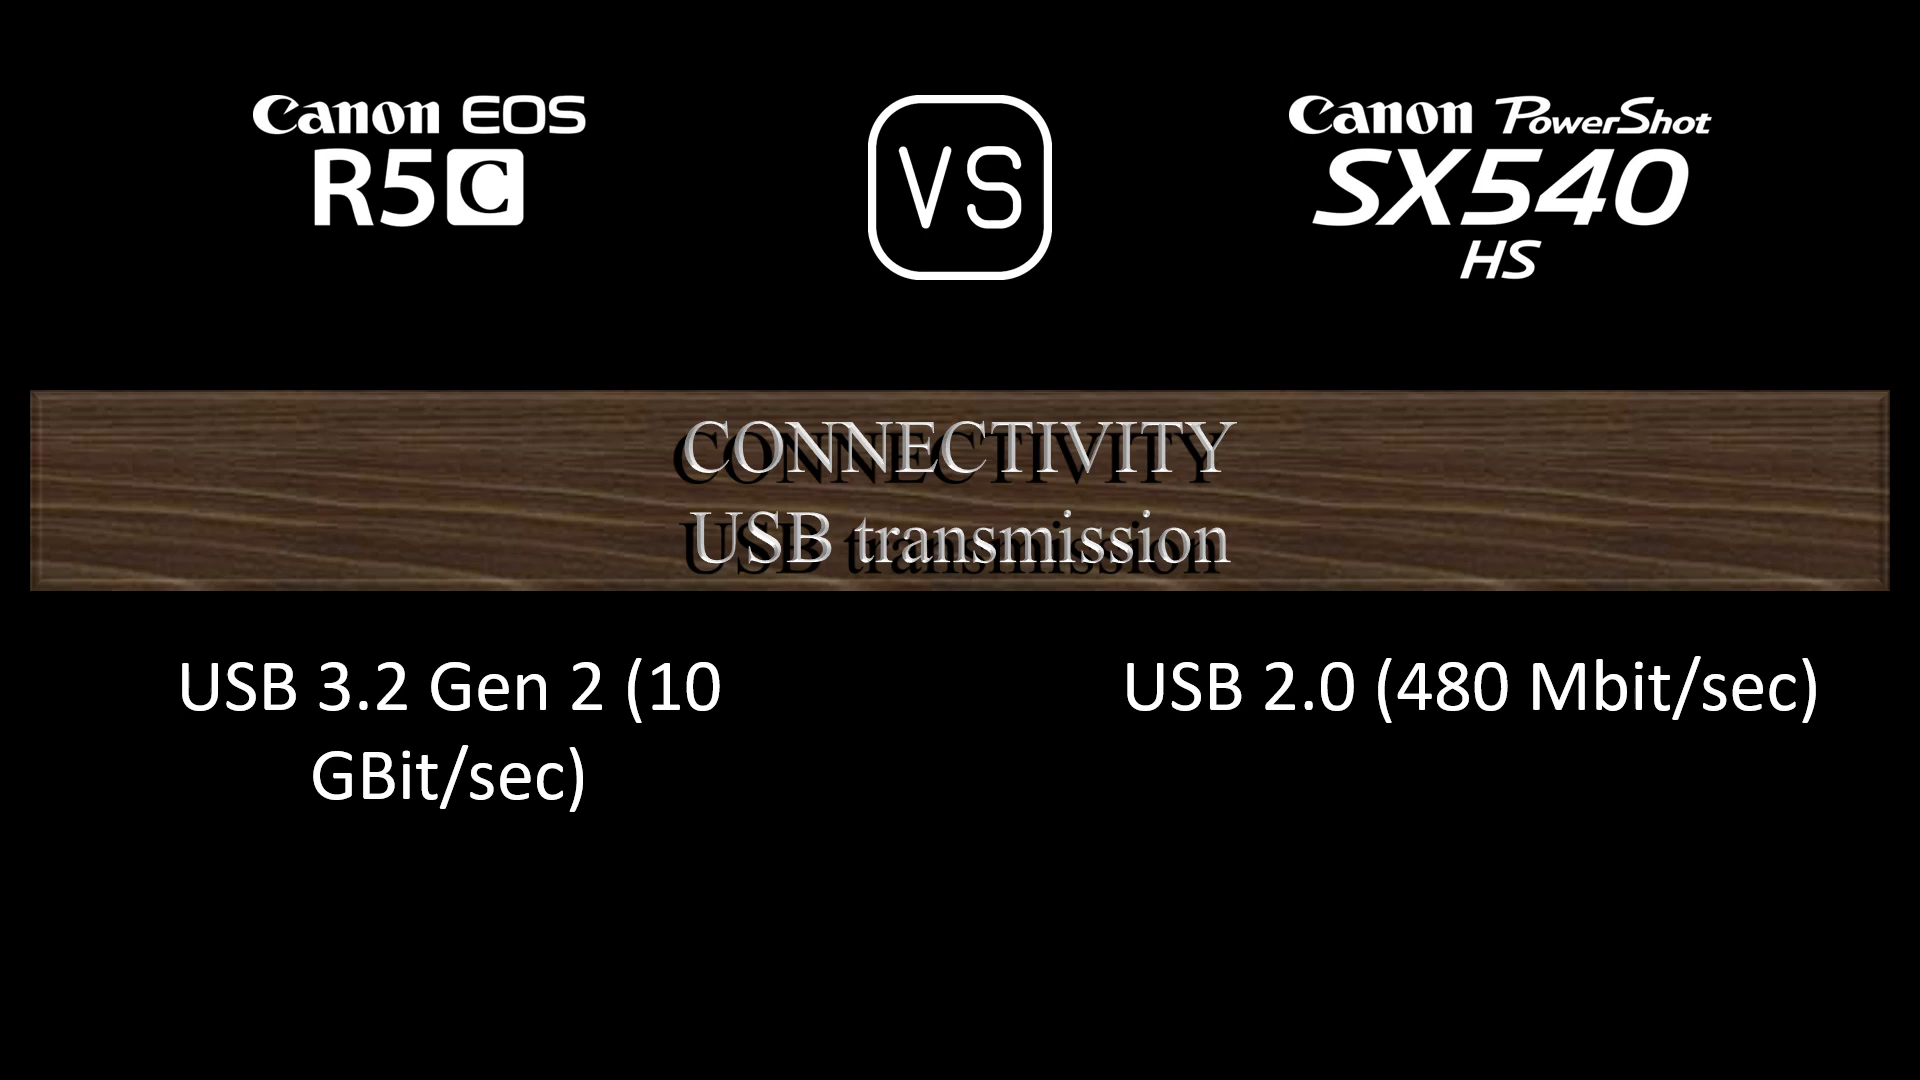 Canon EOS
R5 C
VS
Canon PowerShot
SX540
HS
CONNECTIVITY
USB transmission
USB 3.2 Gen 2 (10
GBit/sec)
USB 2.0 (480 Mbit/sec)